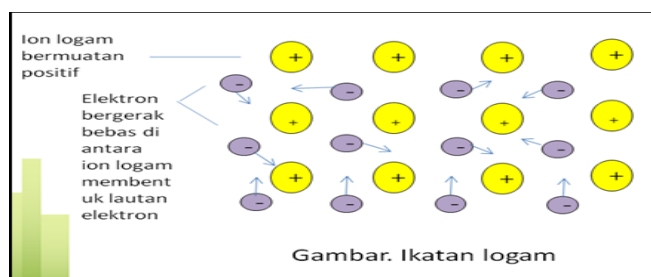 Ion logam
bermuatan
positif
Elektron
bergerak
bebas di
antara
ion logam
membent
uk lautan
elektron
+ + + +
- - - -
+ + + +
- - - -
+ + + +
- - - -
Gambar. Ikatan logam